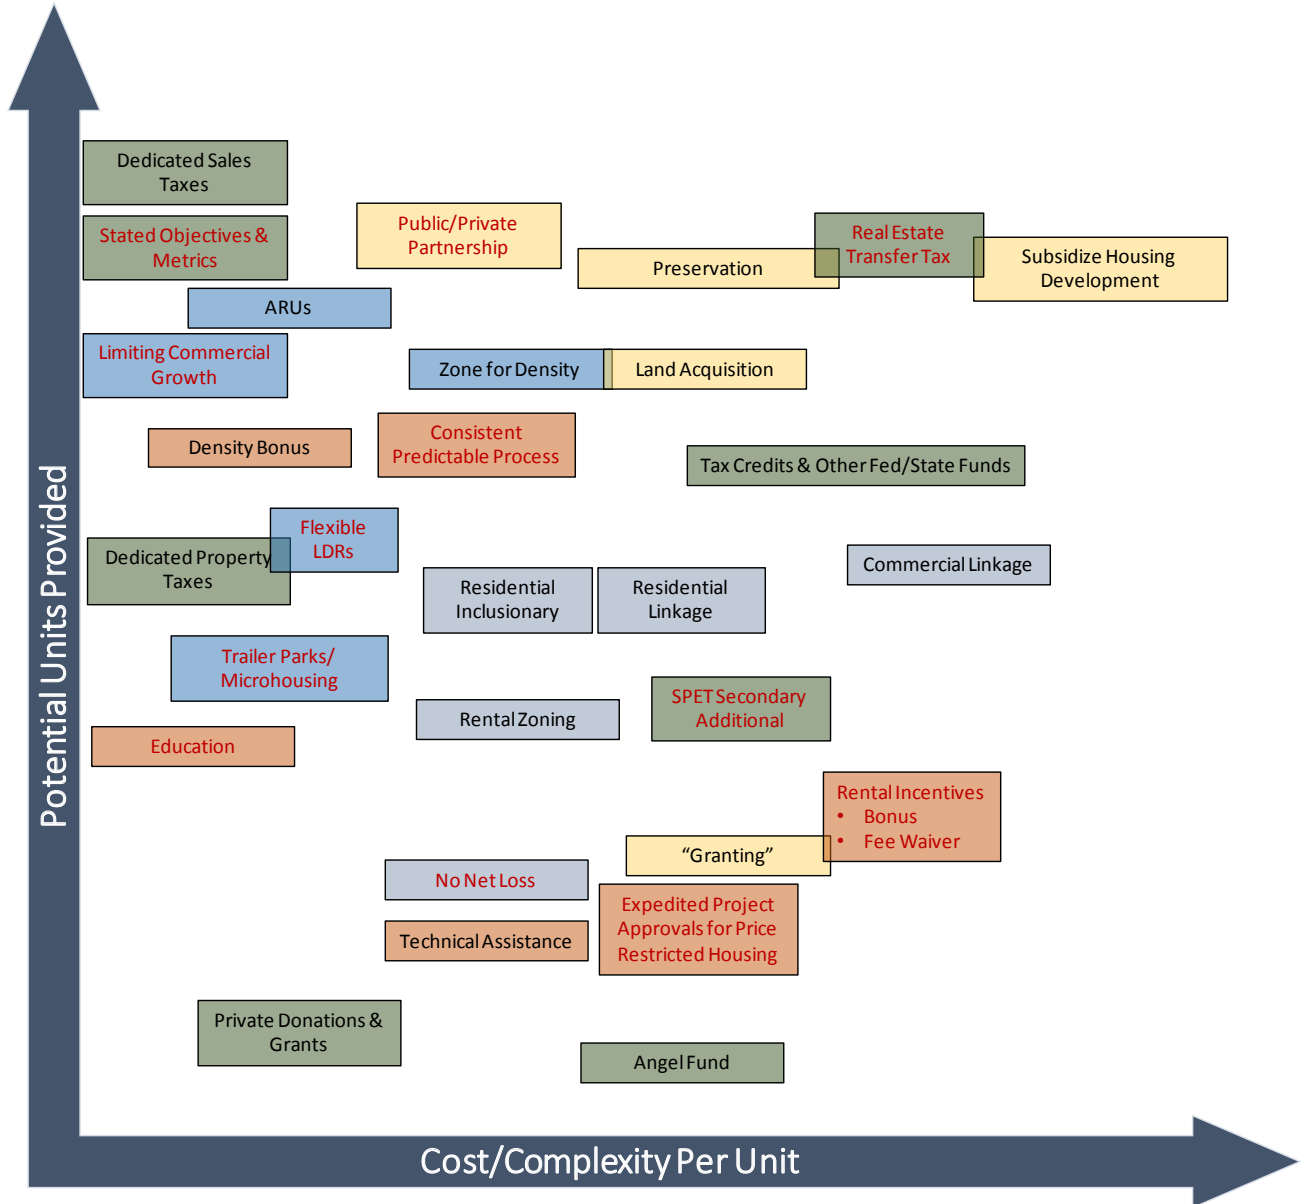 Dedicated Sales
Taxes
Stated Objectives &
Metrics
Public/Private
Partnership
Preservation
Real Estate
Transfer Tax
Subsidize Housing
Development
ARUs
Limiting Commercial
Growth
Zone for Density
Land Acquisition
Density Bonus
Consistent
Predictable Process
Tax Credits & Other Fed/State Funds
Flexible
LDRs
Dedicated Property
Taxes
Residential
Inclusionary
Residential
Linkage
Commercial Linkage
Trailer Parks/
Microhousing
Rental Zoning
SPET Secondary
Additional
Education
Rental Incentives
• Bonus
• Fee Waiver
“Granting”
No Net Loss
Expedited Project
Approvals for Price
Restricted Housing
Technical Assistance
Private Donations &
Grants
Angel Fund
Potential Units Provided
Cost/Complexity Per Unit